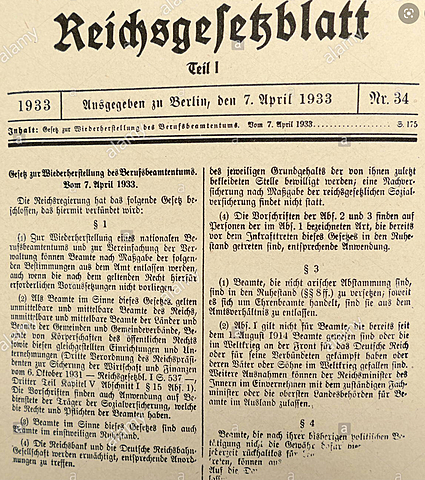 Reichsgesetzblatt
Teil I
1933
Ausgegeben zu Berlin, den 7. April 1933
Nr. 34
Inhalt: Gesetz zur Wiederherstellung des Berufsbeamtentums. Vom 7. April 1933 . . . . . . . . . . . . . . . . S. 175
Gesetz zur Wiederherstellung des Berufsbeamtentums.
Vom 7. April 1933.
Die Reichsregierung hat das folgende Gesetz be-
schlossen, das hiermit verkündet wird:
§ 1
(1) Zur Wiederherstellung eines nationalen Be-
rufsbeamtentums und zur Vereinfachung der Ver-
waltung können Beamte nach Maßgabe der folgen-
den Bestimmungen aus dem Amt entlassen werden,
auch wenn die nach dem geltenden Recht hierfür
erforderlichen Voraussetzungen nicht vorliegen.
(2) Als Beamte im Sinne dieses Gesetzes gelten
unmittelbare und mittelbare Beamte des Reichs,
unmittelbare und mittelbare Beamte der Länder und
Beamte der Gemeinden und Gemeindeverbände, Be-
amte von Körperschaften des öffentlichen Rechts
sowie diesen gleichgestellten Einrichtungen und Un-
ternehmungen (Dritte Verordnung des Reichspräsi-
denten zur Sicherung der Wirtschaft und Finanzen
vom 6. Oktober 1931 — Reichsgesetzbl. I S. 537 —,
Dritter Teil Kapitel V Abschnitt I § 15 Abs. 1).
Die Vorschriften finden auch Anwendung auf Be-
dienstete der Träger der Sozialversicherung, welche
die Rechte und Pflichten der Beamten haben.
(3) Beamte im Sinne dieses Gesetzes sind auch
Beamte im einstweiligen Ruhestand.
(4) Die Reichsbank und die Deutsche Reichsbahn-
Gesellschaft werden ermächtigt, entsprechende Anord-
nungen zu treffen.
des jeweiligen Grundgehalts der von ihnen zuletzt
bekleideten Stelle bewilligt werden; eine Nachver-
sicherung nach Maßgabe der reichsgesetzlichen Sozial-
versicherung findet nicht statt.
(4) Die Vorschriften der Abs. 2 und 3 finden auf
Personen der im Abs. 1 bezeichneten Art, die bereits
vor dem Inkrafttreten dieses Gesetzes in den Ruhe-
stand getreten sind, entsprechende Anwendung.
§ 3
(1) Beamte, die nicht arischer Abstammung sind,
sind in den Ruhestand (§§ 8 ff.) zu versetzen; soweit
es sich um Ehrenbeamte handelt, sind sie aus dem
Amtsverhältnis zu entlassen.
(2) Abs. 1 gilt nicht für Beamte, die bereits seit
dem 1. August 1914 Beamte gewesen sind oder die
im Weltkrieg an der Front für das Deutsche Reich
oder für seine Verbündeten gekämpft haben oder
deren Väter oder Söhne im Weltkrieg gefallen sind.
Weitere Ausnahmen können der Reichsminister des
Innern im Einvernehmen mit dem zuständigen Fach-
minister oder die obersten Landesbehörden für Be-
amte im Ausland zulassen.
§ 4
Beamte, die nach ihrer bisherigen politischen Be-
tätigung nicht die Gewähr dafür
jederzeit rückhaltlos für
können auf
Auf die
alamy